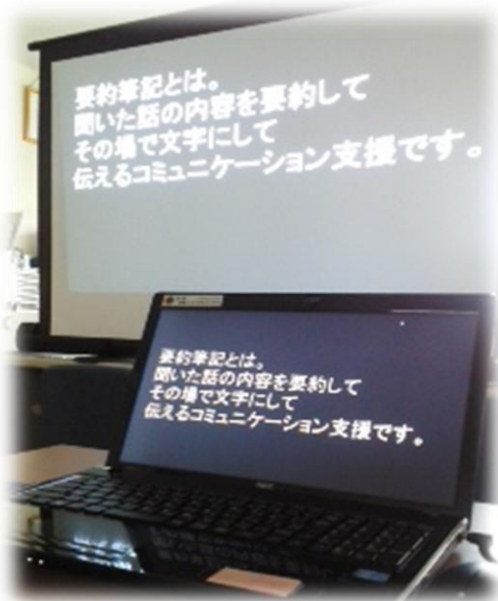 要約筆記とは。
聞いた話の内容を要約して
その場で文字にして
伝えるコミュニケーション支援です。
要約筆記とは。
聞いた話の内容を要約して
その場で文字にして
伝えるコミュニケーション支援です。
NEC